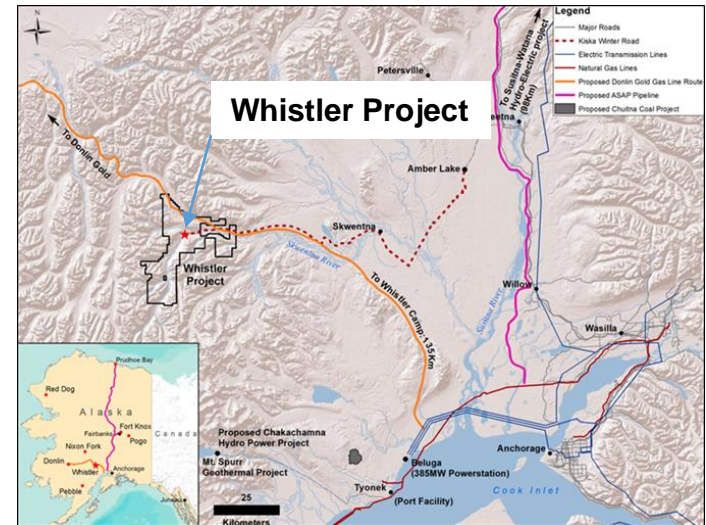 Legend
Major Roads
Kiska Winter Road
Electric Transmission Lines
Natural Gas Lines
Proposed Donlin Gold Gas Line Route
Proposed ASAP Pipeline
Proposed Chuitna Coal Project
N
To Susitna-Watana
Hydro-Electric project
(98Km)
Petersville
Whistler Project
eetna
To Donlin Gold
Amber Lake
Skwentna
Skwentna River
Whistler
Project
To Whistler Camp:135Km
Susitna River
Willow
Wasilla
Prudhoe Bay
Red Dog
Alaska
Fort Knox
Fairbanks
Pogo
Canada
Nixon Fork
Donlin
Whistler
Anchorage
Pebble
Juneau
Proposed Chakachamna
Hydro Power Project
Mt. Spurr
Geothermal Project
Beluga
(385MW Powerstation)
Tyonek
(Port Facility)
Anchorage
Cook Inlet
25
Kilometers